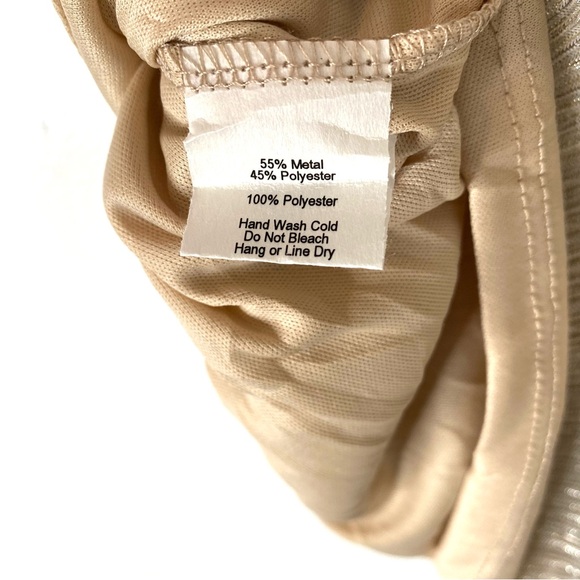 55% Metal
45% Polyester
100% Polyester
Hand Wash Cold
Do Not Bleach
Hang or Line Dry